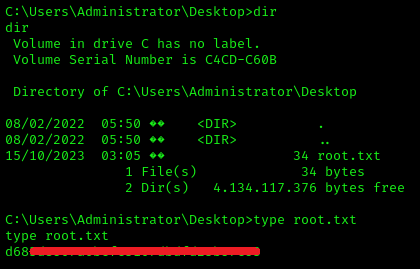 C:\Users\Administrator\Desktop>dir
dir
 Volume in drive C has no label.
 Volume Serial Number is C4CD-C60B

 Directory of C:\Users\Administrator\Desktop

08/02/2022  05:50 ��    <DIR>          .
08/02/2022  05:50 ��    <DIR>          ..
15/10/2023  03:05 ��                34 root.txt
               1 File(s)             34 bytes
               2 Dir(s)   4.134.117.376 bytes free

C:\Users\Administrator\Desktop>type root.txt
type root.txt